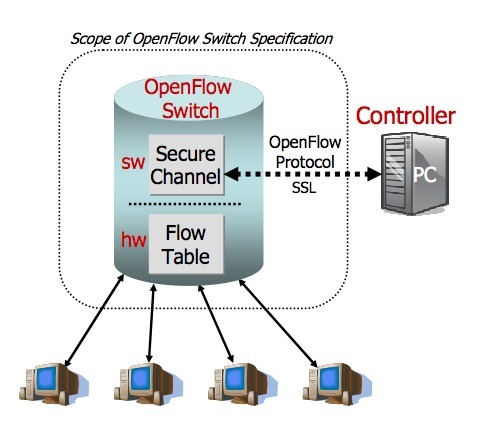 Scope of OpenFlow Switch Specification
OpenFlow
Switch
Controller
sw
Secure
Channel
OpenFlow
Protocol
SSL
PC
hw
Flow
Table